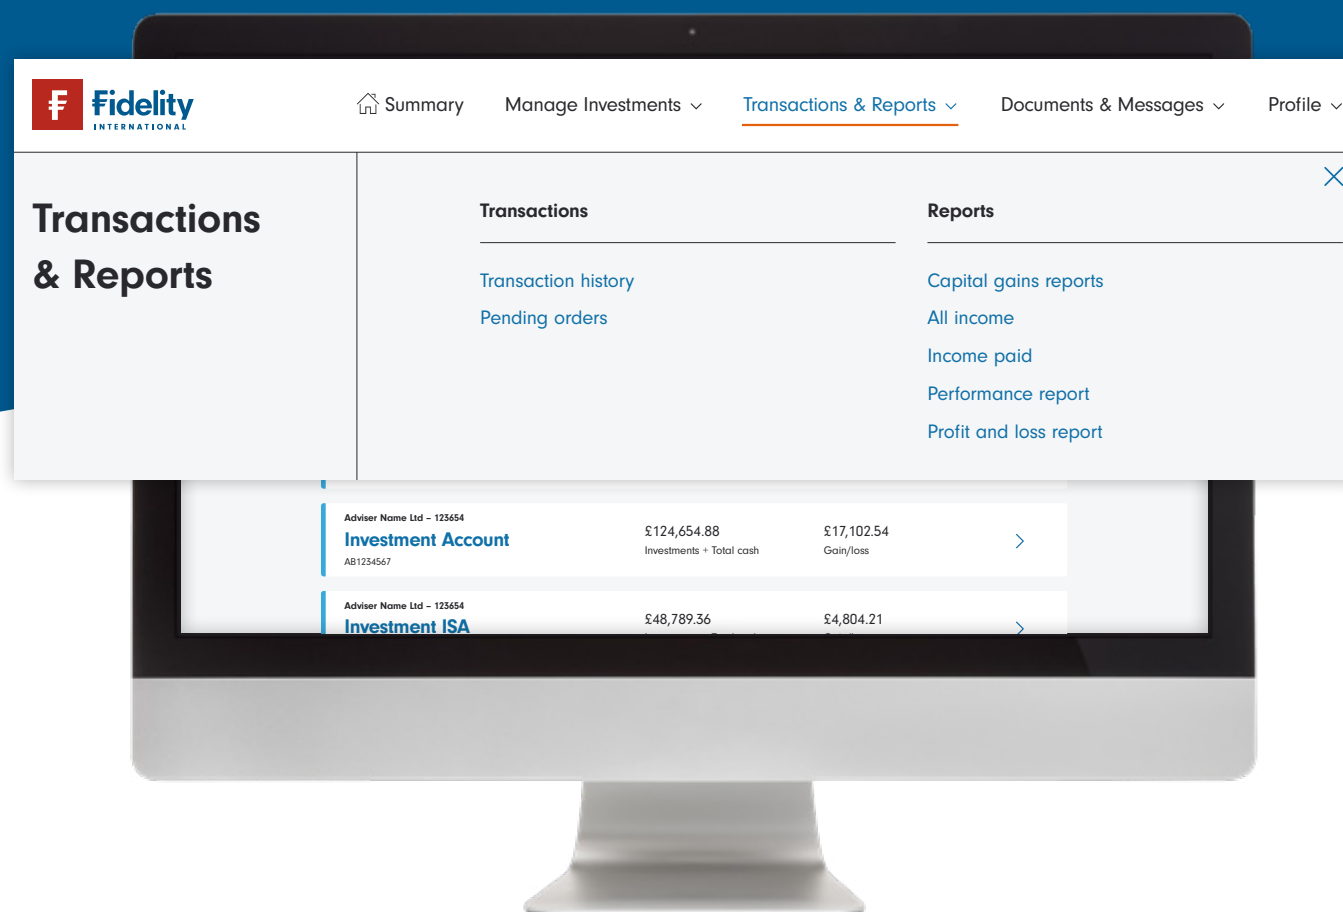 Fidelity
INTERNATIONAL
Summary
Manage Investments
Transactions & Reports
Documents & Messages
Profile
Transactions
& Reports
Transactions
Transaction history
Pending orders
Reports
Capital gains reports
All income
Income paid
Performance report
Profit and loss report
Adviser Name Ltd – 123654
Investment Account
AB1234567
£124,654.88
Investments + Total cash
£17,102.54
Gain/loss
Adviser Name Ltd – 123654
Investment ISA
£48,789.36
£4,804.21